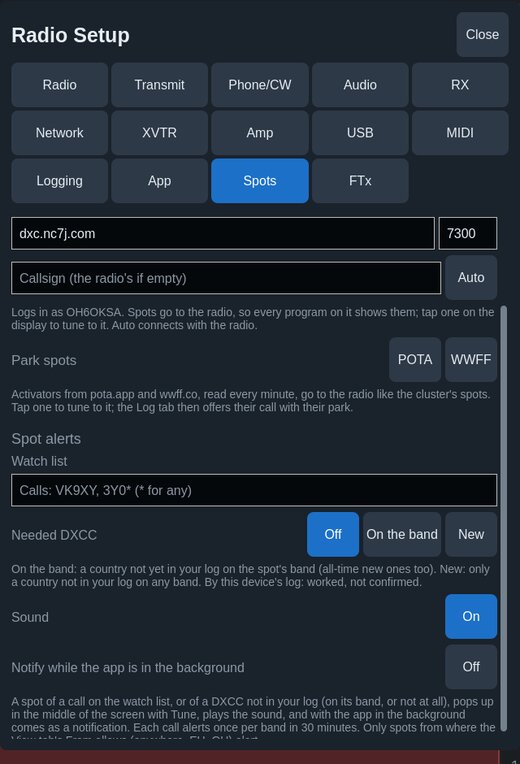 Radio Setup
Close
Radio
Transmit
Phone/CW
Audio
RX
Network
XVTR
Amp
USB
MIDI
Logging
App
Spots
FTx
dxc.nc7j.com
7300
Callsign (the radio's if empty)
Auto
Logs in as OH6OKSA. Spots go to the radio, so every program on it shows them; tap one on the
display to tune to it. Auto connects with the radio.
Park spots
POTA
WWFF
Activators from pota.app and wwff.co, read every minute, go to the radio like the cluster's spots.
Tap one to tune to it; the Log tab then offers their call with their park.
Spot alerts
Watch list
Calls: VK9XY, 3Y0* (* for any)
Needed DXCC
Off
On the band
New
On the band: a country not yet in your log on the spot's band (all-time new ones too). New: only
a country not in your log on any band. By this device's log: worked, not confirmed.
Sound
On
Notify while the app is in the background
Off
A spot of a call on the watch list, or of a DXCC not in your log (on its band, or not at all), pops up
in the middle of the screen with Tune, plays the sound, and with the app in the background
comes as a notification. Each call alerts once per band in 30 minutes. Only spots from where the